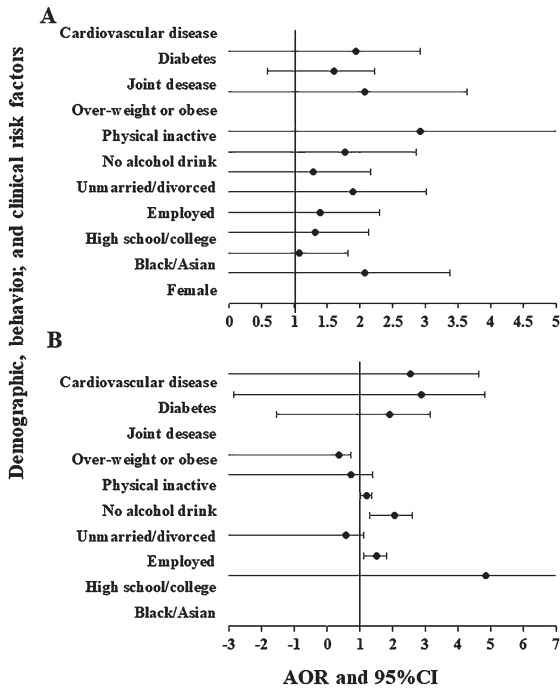 Demographic, behavior, and clinical risk factors
A
Cardiovascular disease
Diabetes
Joint desease
Over-weight or obese
Physical inactive
No alcohol drink
Unmarried/divorced
Employed
High school/college
Black/Asian
Female
0 0.5 1 1.5 2 2.5 3 3.5 4 4.5 5
B
Cardiovascular disease
Diabetes
Joint desease
Over-weight or obese
Physical inactive
No alcohol drink
Unmarried/divorced
Employed
High school/college
Black/Asian
-3 -2 -1 0 1 2 3 4 5 6 7
AOR and 95%CI